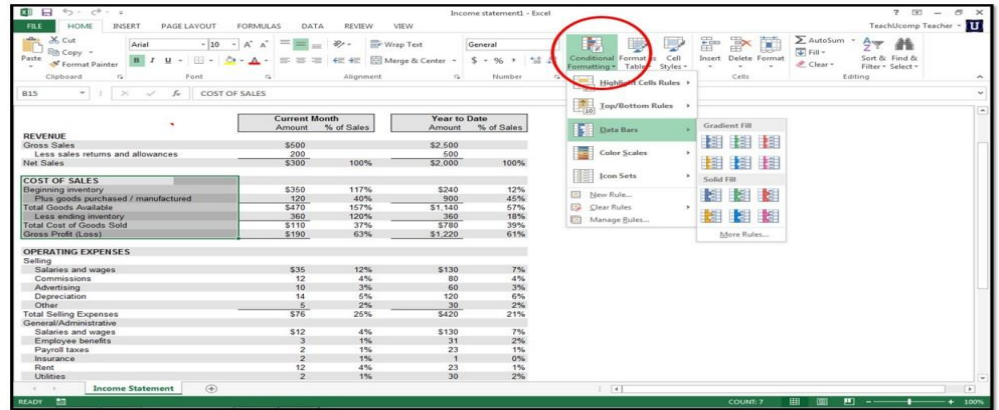 Income statement1 - Excel
FILE HOME INSERT PAGE LAYOUT FORMULAS DATA REVIEW VIEW TeachUcomp Teacher U
Paste Cut
Copy
Format Painter
Clipboard
Arial 10 A A
B I U A
Font
Wrap Text
Merge & Center
Alignment
General
$ % ,
Number
Conditional Formatting Format as Table Cell Styles
Insert Delete Format
Cells
AutoSum
Fill
Clear
Sort & Filter Find & Select
Editing
B15 fx COST OF SALES
Highlight Cells Rules
Top/Bottom Rules
Data Bars
Color Scales
Icon Sets
New Rule...
Clear Rules
Manage Rules...
Gradient Fill
Solid Fill
More Rules...
Current Month Year to Date
Amount % of Sales Amount % of Sales
REVENUE
Gross Sales $500 $2,500
Less sales returns and allowances 200 500
Net Sales $300 100% $2,000 100%
COST OF SALES
Beginning inventory $350 117% $240 12%
Plus goods purchased / manufactured 120 40% 900 45%
Total Goods Available $470 157% $1,140 57%
Less ending inventory 360 120% 360 18%
Total Cost of Goods Sold $110 37% $780 39%
Gross Profit (Loss) $190 63% $1,220 61%
OPERATING EXPENSES
Selling
Salaries and wages $35 12% $130 7%
Commissions 12 4% 80 4%
Advertising 10 3% 60 3%
Depreciation 14 5% 120 6%
Other 5 2% 30 2%
Total Selling Expenses $76 25% $420 21%
General/Administrative
Salaries and wages $12 4% $130 7%
Employee benefits 3 1% 31 2%
Payroll taxes 2 1% 23 1%
Insurance 2 1% 1 0%
Rent 12 4% 23 1%
Utilities 2 1% 30 2%
Income Statement
READY COUNT: 7 100%